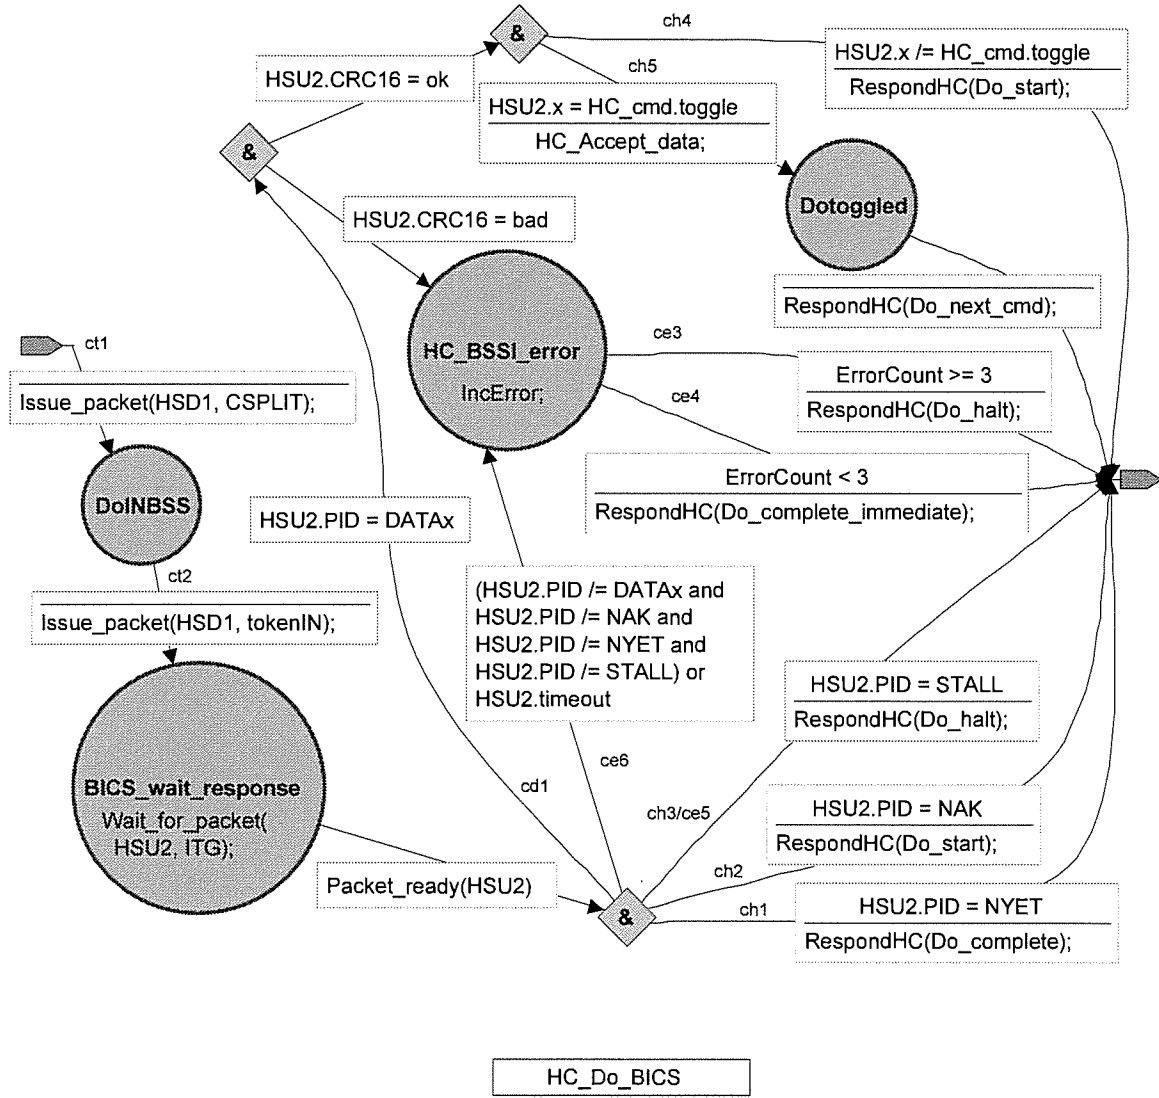 ch4
&
HSU2.x /= HC_cmd.toggle
RespondHC(Do_start);
HSU2.CRC16 = ok
ch5
HSU2.x = HC_cmd.toggle
HC_Accept_data;
&
Dotoggled
HSU2.CRC16 = bad
RespondHC(Do_next_cmd);
ct1
HC_BSSI_error
IncError;
ce3
ErrorCount >= 3
RespondHC(Do_halt);
Issue_packet(HSD1, CSPLIT);
ce4
ErrorCount < 3
RespondHC(Do_complete_immediate);
DoINBSS
HSU2.PID = DATAx
ct2
Issue_packet(HSD1, tokenIN);
(HSU2.PID /= DATAx and
HSU2.PID /= NAK and
HSU2.PID /= NYET and
HSU2.PID /= STALL) or
HSU2.timeout
HSU2.PID = STALL
RespondHC(Do_halt);
BICS_wait_response
Wait_for_packet(
HSU2, ITG);
cd1
ce6
ch3/ce5
HSU2.PID = NAK
RespondHC(Do_start);
Packet_ready(HSU2)
&
ch2
ch1
HSU2.PID = NYET
RespondHC(Do_complete);
HC_Do_BICS